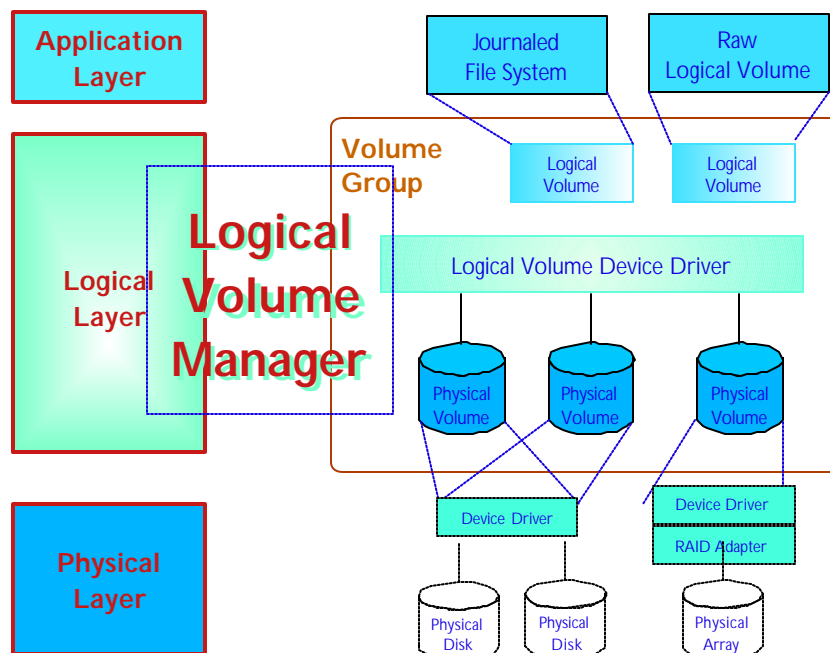 Application
Layer
Journaled
File System
Raw
Logical Volume
Volume
Group
Logical
Volume
Logical
Volume
Logical
Layer
Logical
Volume
Manager
Logical Volume Device Driver
Physical
Volume
Physical
Volume
Physical
Volume
Physical
Layer
Device Driver
Device Driver
RAID Adapter
Physical
Disk
Physical
Disk
Physical
Array